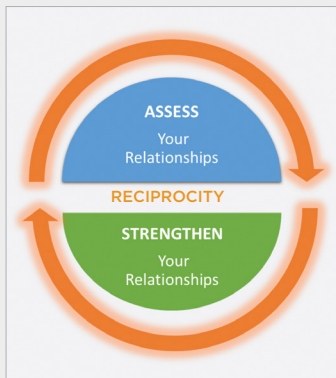 ASSESS
Your
Relationships
RECIPROCITY
STRENGTHEN
Your
Relationships